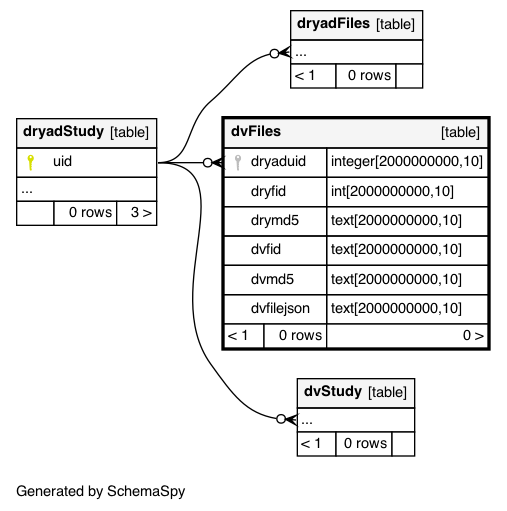 dryadFiles [table]
...
< 1 0 rows
dryadStudy [table]
uid
...
0 rows 3 >
dvFiles [table]
dryaduid integer[2000000000,10]
dryfid int[2000000000,10]
drymd5 text[2000000000,10]
dvfid text[2000000000,10]
dvmd5 text[2000000000,10]
dvfilejson text[2000000000,10]
< 1 0 rows 0 >
dvStudy [table]
...
< 1 0 rows
Generated by SchemaSpy